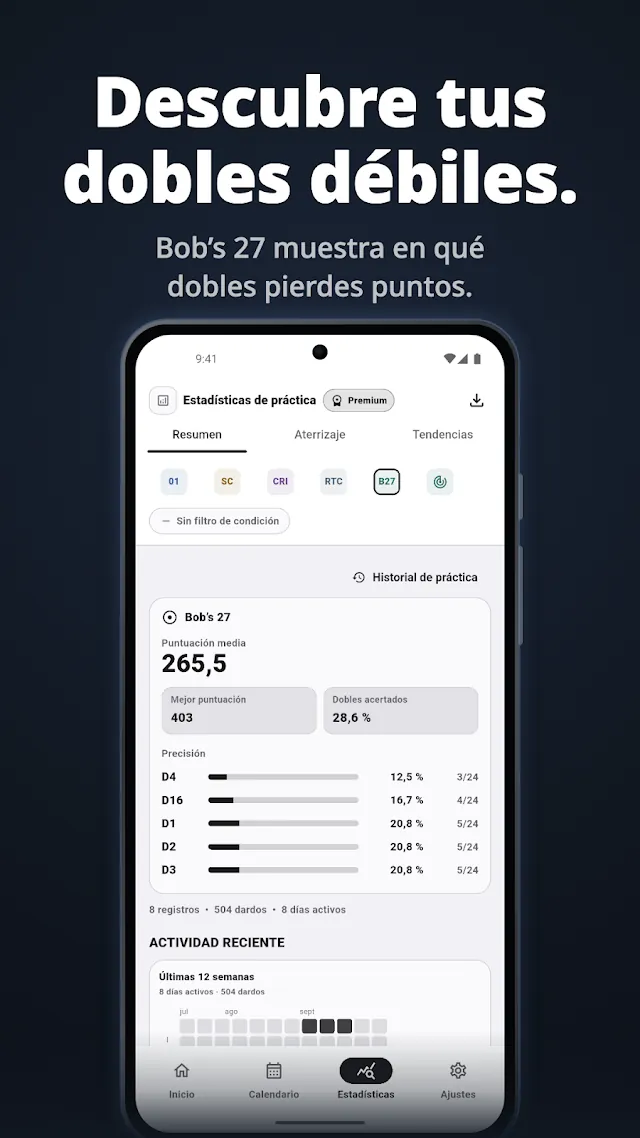 Descubre tus
dobles débiles.
Bob's 27 muestra en qué
dobles pierdes puntos.
9:41
Estadísticas de práctica Premium
Resumen Aterrizaje Tendencias
01 SC CRI RTC B27
Sin filtro de condición
Historial de práctica
Bob's 27
Puntuación media
265,5
Mejor puntuación Dobles acertados
403 28,6 %
Precisión
D4 12,5 % 3/24
D16 16,7 % 4/24
D1 20,8 % 5/24
D2 20,8 % 5/24
D3 20,8 % 5/24
8 registros • 504 dardos • 8 días activos
ACTIVIDAD RECIENTE
Últimas 12 semanas
8 días activos · 504 dardos
jul ago sept
l
Inicio Calendario Estadísticas Ajustes